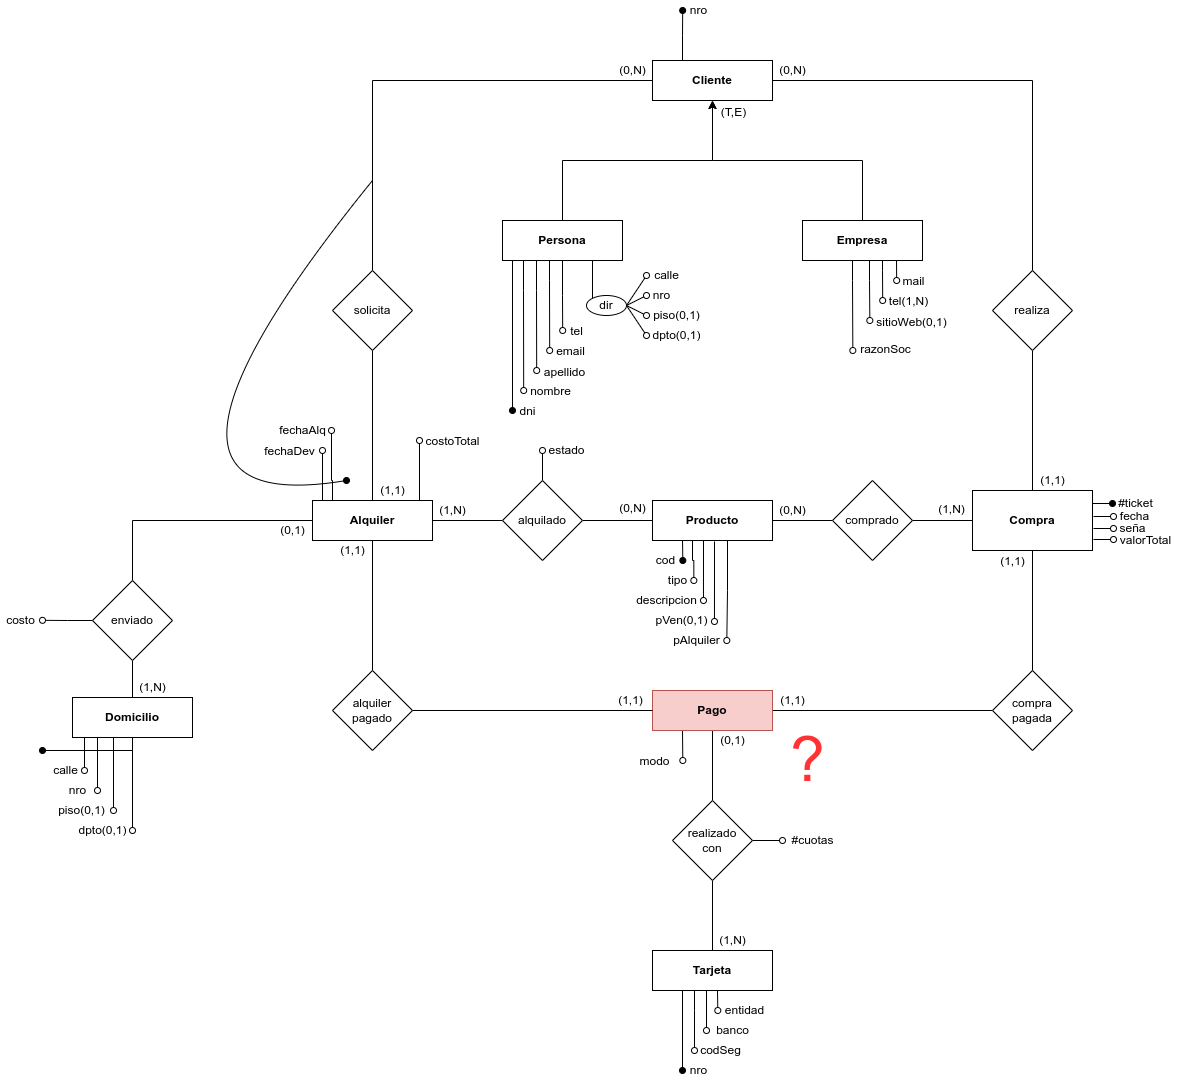 nro
(0,N)
Cliente
(0,N)
(T,E)
Persona
Empresa
calle
nro
dir
piso(0,1)
dpto(0,1)
tel
email
apellido
nombre
dni
mail
tel(1,N)
sitioWeb(0,1)
razonSoc
solicita
realiza
fechaAlq
fechaDev
costoTotal
estado
(1,1)
(1,1)
(0,1)
Alquiler
(1,N)
alquilado
(0,N)
Producto
(0,N)
comprado
(1,N)
Compra
#ticket
fecha
seña
valorTotal
(1,1)
(1,1)
cod
tipo
descripcion
pVen(0,1)
pAlquiler
costo
enviado
(1,N)
Domicilio
calle
nro
piso(0,1)
dpto(0,1)
alquiler
pagado
(1,1)
Pago
(1,1)
compra
pagada
modo
(0,1)
?
realizado
con
#cuotas
(1,N)
Tarjeta
entidad
banco
codSeg
nro